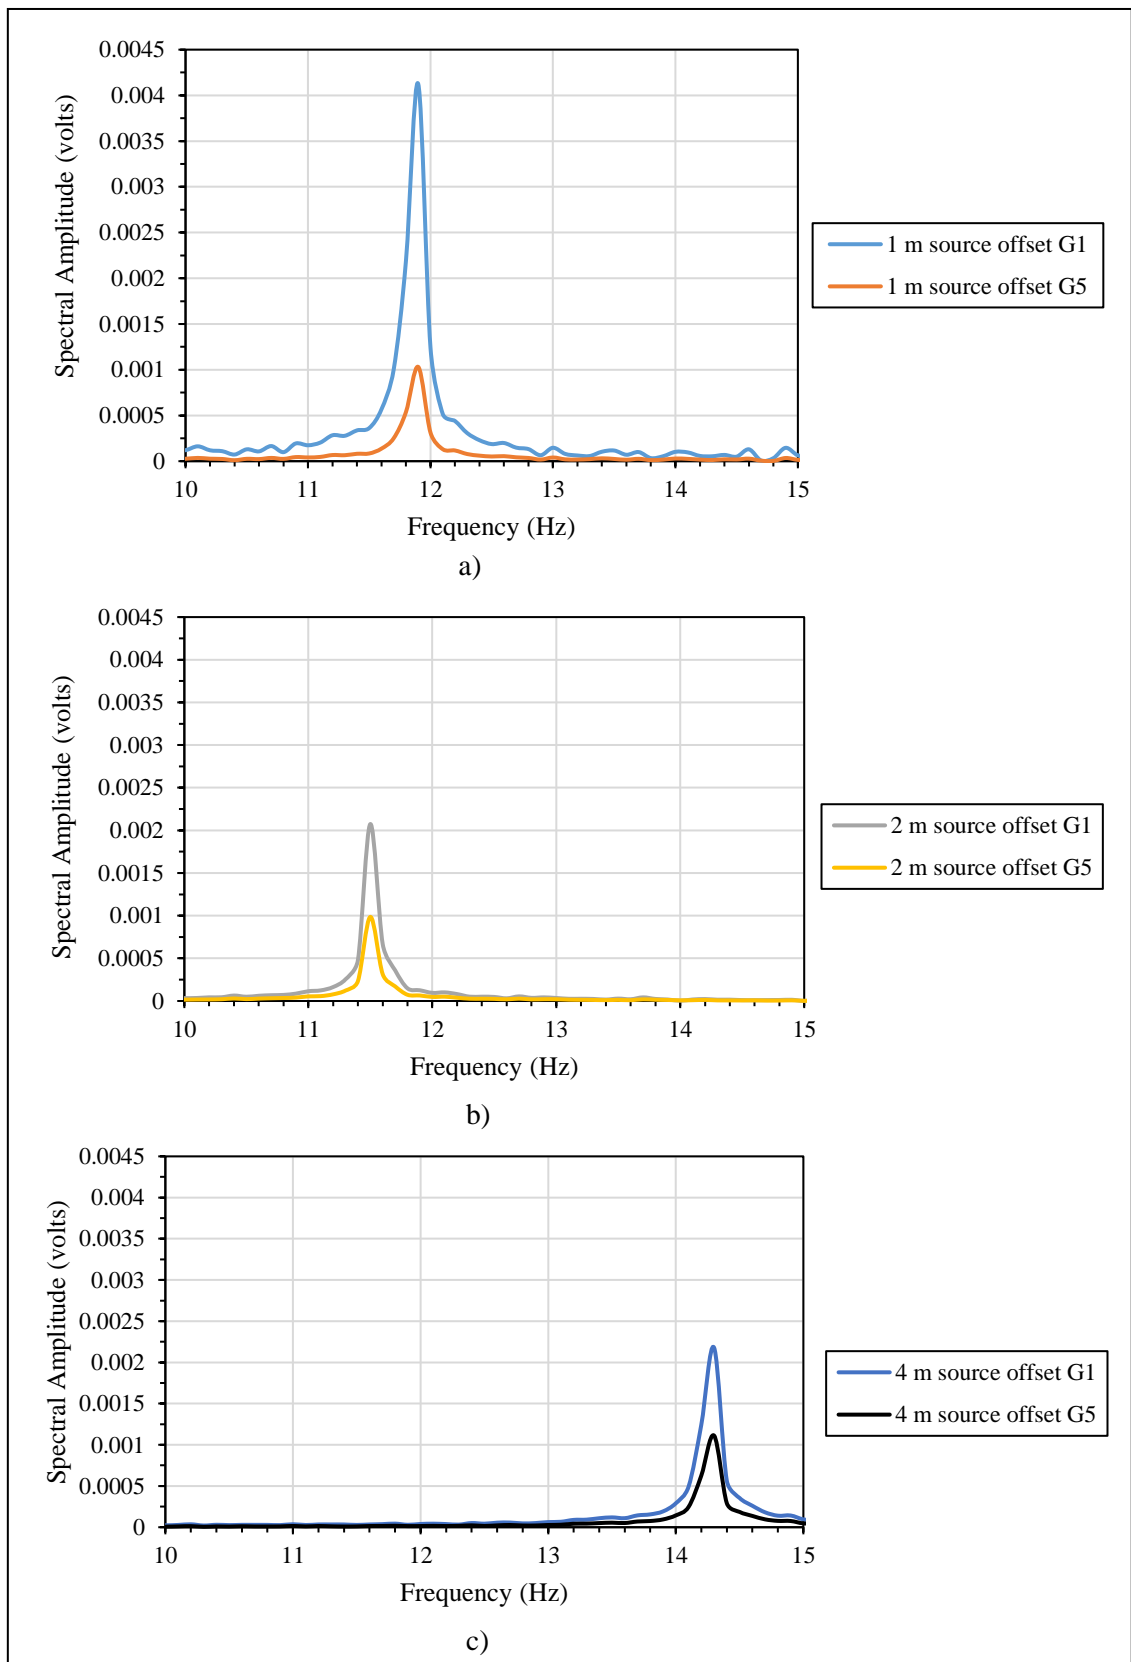 0.0045
0.004
0.0035
0.003
0.0025
0.002
0.0015
0.001
0.0005
0
Spectral Amplitude (volts)
10 11 12 13 14 15
Frequency (Hz)
1 m source offset G1
1 m source offset G5
a)
0.0045
0.004
0.0035
0.003
0.0025
0.002
0.0015
0.001
0.0005
0
Spectral Amplitude (volts)
10 11 12 13 14 15
Frequency (Hz)
2 m source offset G1
2 m source offset G5
b)
0.0045
0.004
0.0035
0.003
0.0025
0.002
0.0015
0.001
0.0005
0
Spectral Amplitude (volts)
10 11 12 13 14 15
Frequency (Hz)
4 m source offset G1
4 m source offset G5
c)